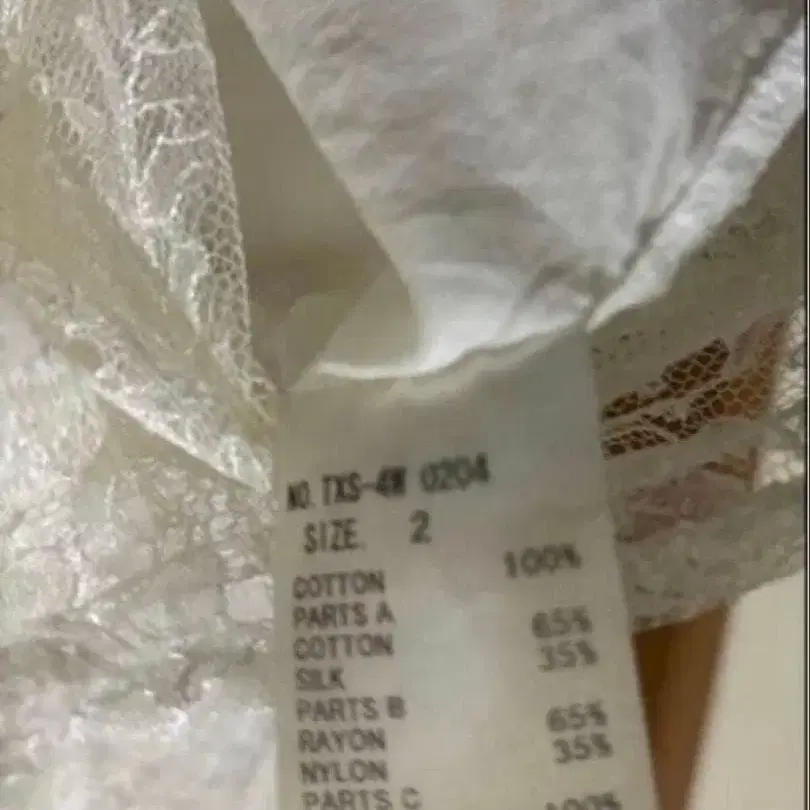 NO. TXS-4W 0204
SIZE. 2
COTTON 100%
PARTS A
COTTON 65%
SILK 35%
PARTS B
RAYON 65%
NYLON 35%
PARTS C
100%